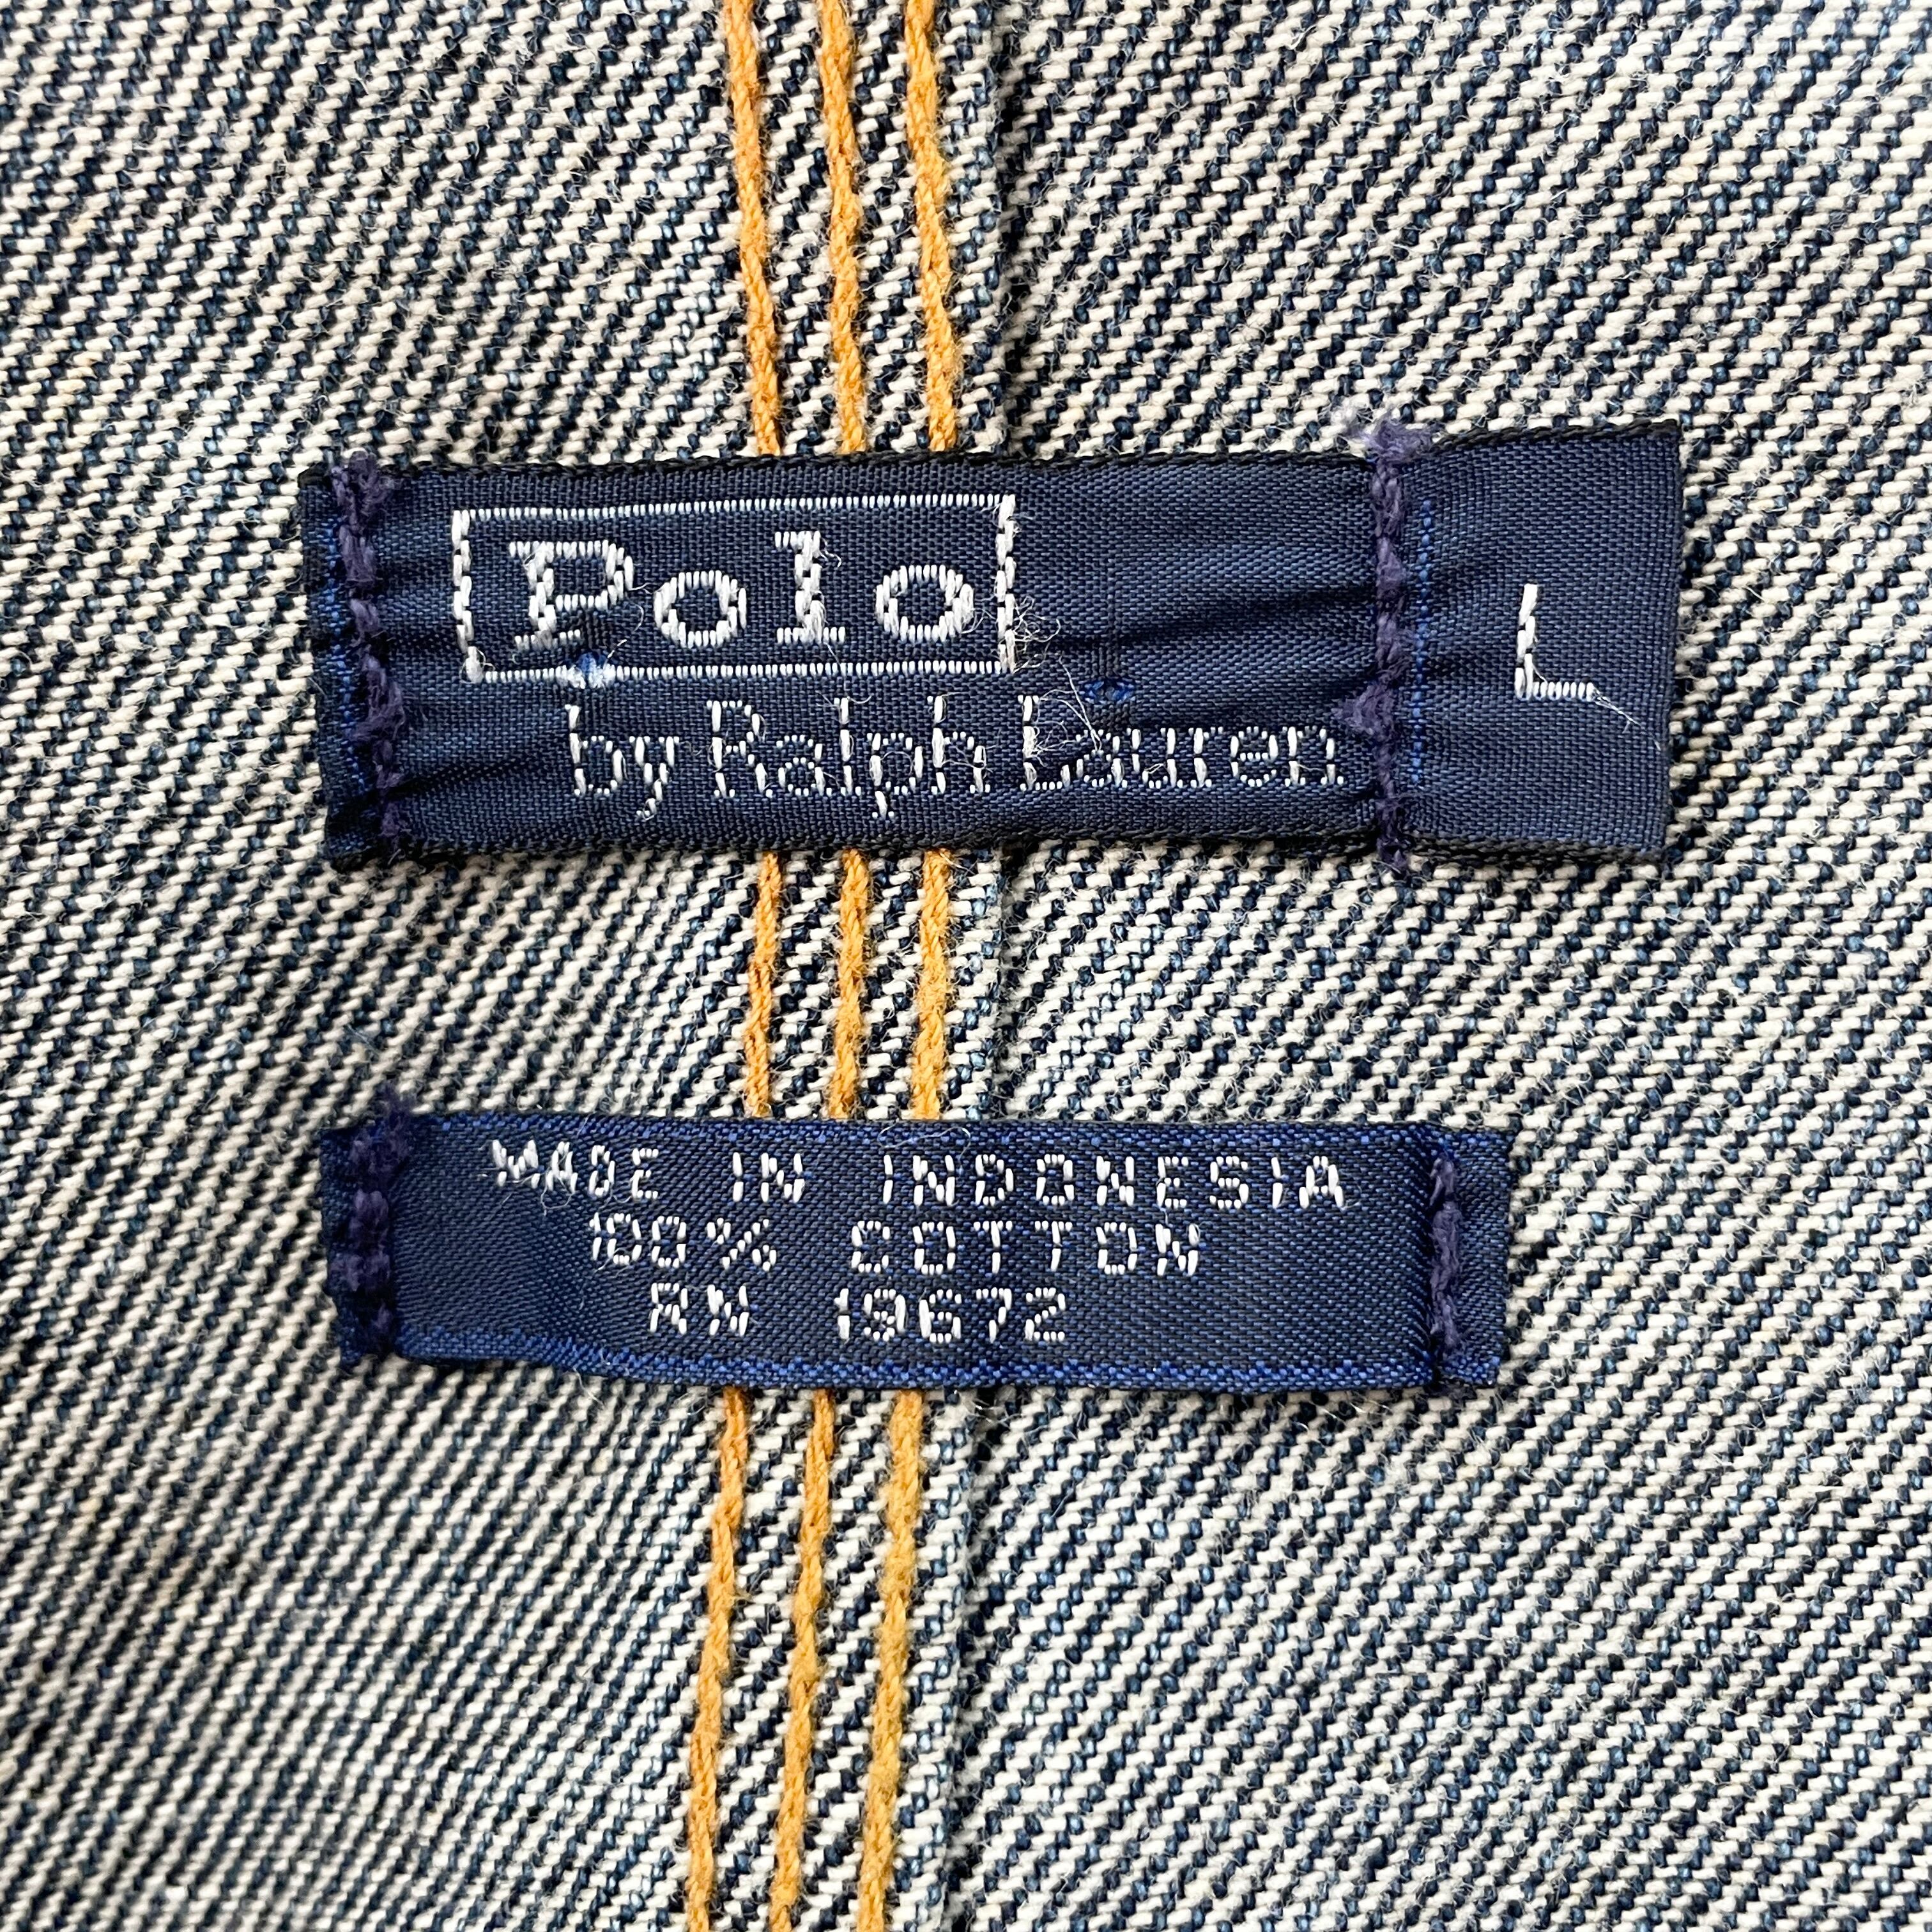 Polo
by Ralph Lauren
L
MADE IN INDONESIA
100% COTTON
RN 19672